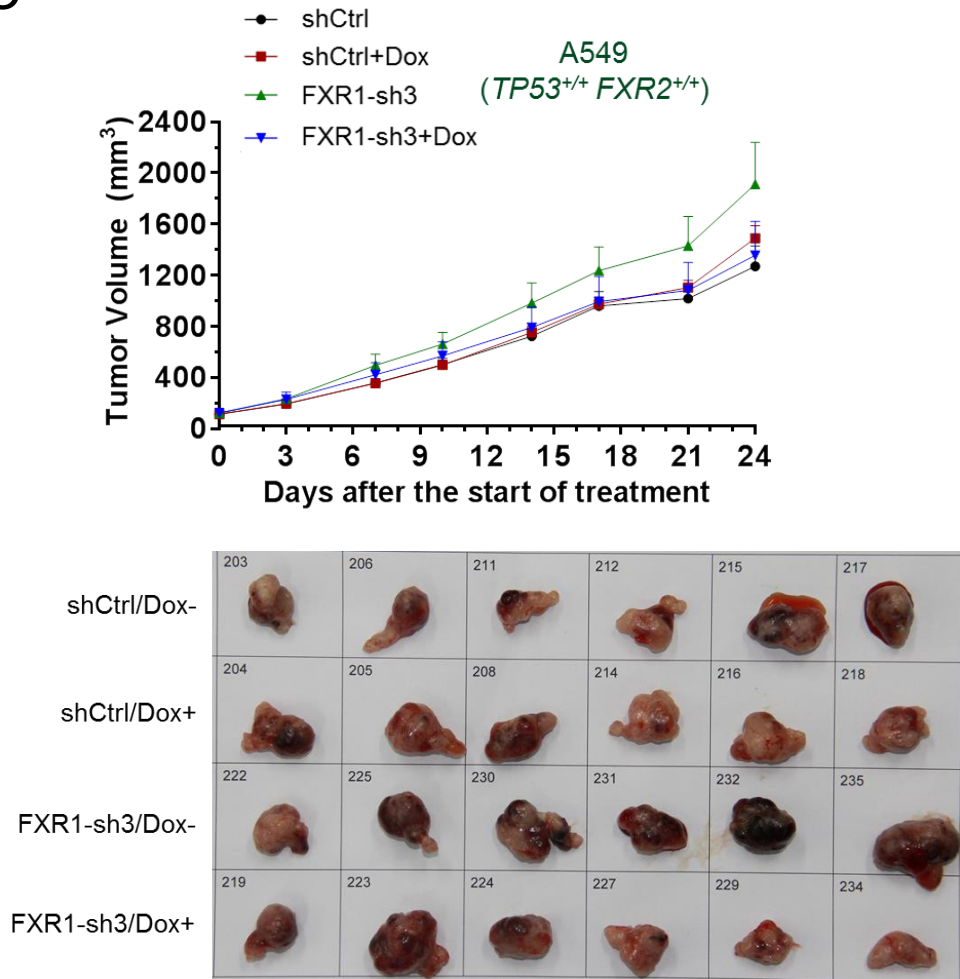 shCtrl
shCtrl+Dox
FXR1-sh3
FXR1-sh3+Dox
A549
(TP53+/+ FXR2+/+)
Tumor Volume (mm3)
2400
2000
1600
1200
800
400
0
0 3 6 9 12 15 18 21 24
Days after the start of treatment
shCtrl/Dox-
203 206 211 212 215 217
shCtrl/Dox+
204 205 208 214 216 218
FXR1-sh3/Dox-
222 225 230 231 232 235
FXR1-sh3/Dox+
219 223 224 227 229 234